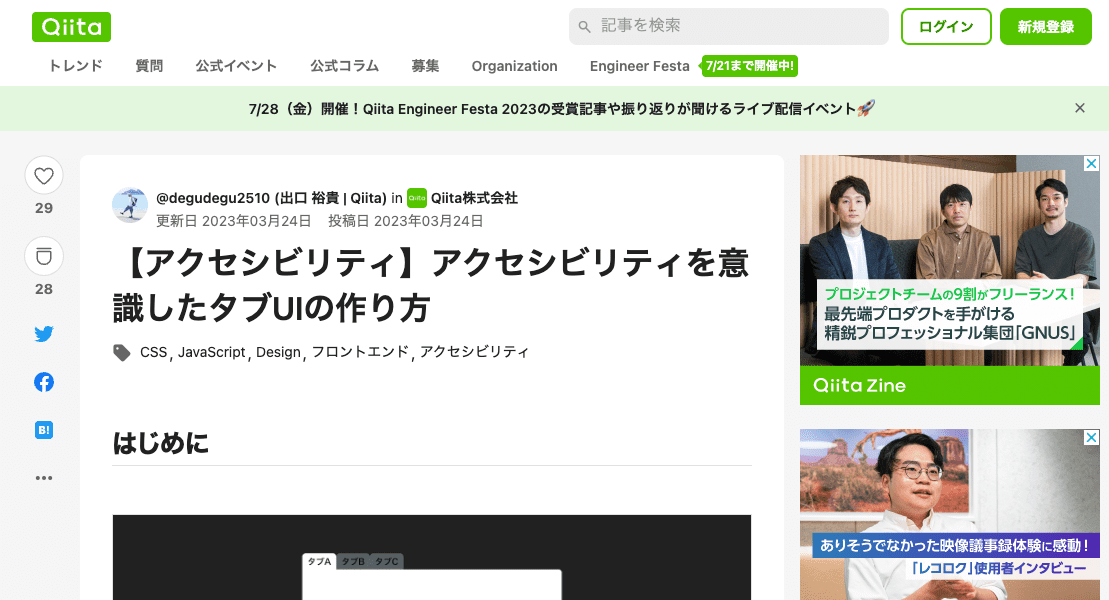 Qiita
記事を検索
ログイン
新規登録
トレンド
質問
公式イベント
公式コラム
募集
Organization
Engineer Festa
7/21まで開催中!
7/28（金）開催！Qiita Engineer Festa 2023の受賞記事や振り返りが聞けるライブ配信イベント🚀
29
28
B!
@degudegu2510 (出口 裕貴 | Qiita) in Qiita Qiita株式会社
更新日 2023年03月24日 投稿日 2023年03月24日
【アクセシビリティ】アクセシビリティを意
識したタブUIの作り方
CSS, JavaScript, Design, フロントエンド, アクセシビリティ
はじめに
タブA タブB タブC
プロジェクトチームの9割がフリーランス！
最先端プロダクトを手がける
精鋭プロフェッショナル集団「GNUS」
Qiita Zine
ありそうでなかった映像議事録体験に感動！
「レコロク」使用者インタビュー